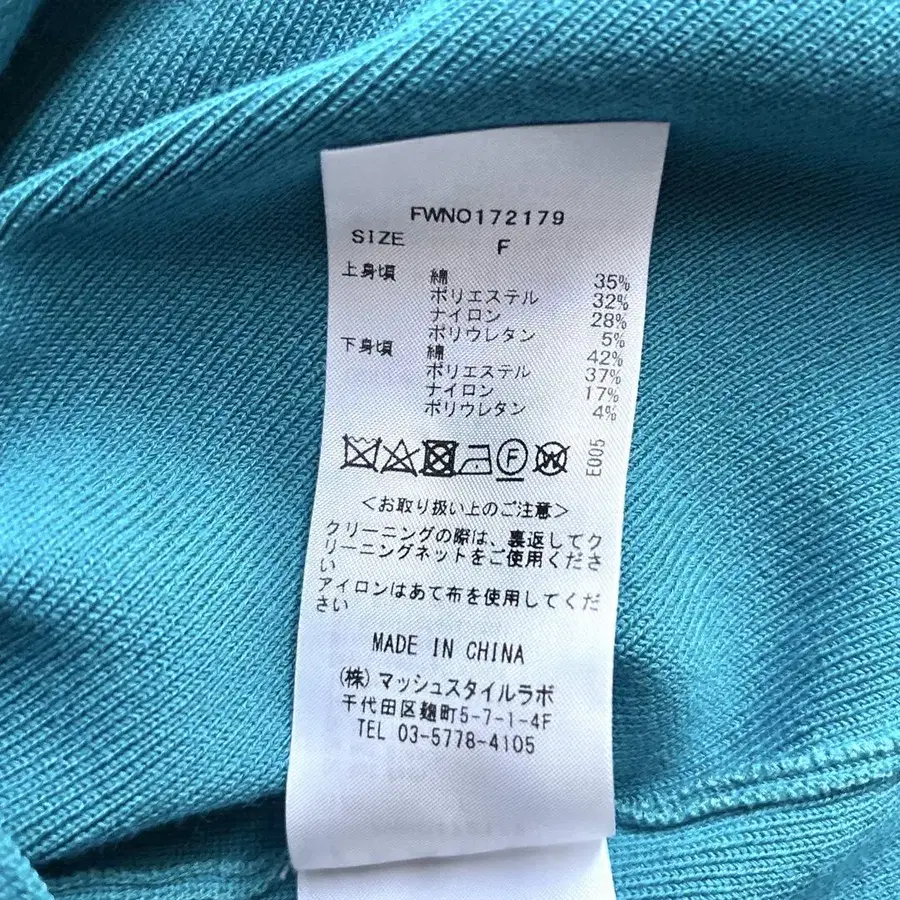 FWNO172179
SIZE F
上身頃 綿 35%
ポリエステル 32%
ナイロン 28%
ポリウレタン 5%
下身頃 綿 42%
ポリエステル 37%
ナイロン 17%
ポリウレタン 4%
F W E005
<お取り扱い上のご注意>
クリーニングの際は、裏返してク
リーニングネットをご使用くださ
い
アイロンはあて布を使用してくだ
さい
MADE IN CHINA
(株)マッシュスタイルラボ
千代田区麹町5-7-1-4F
TEL 03-5778-4105